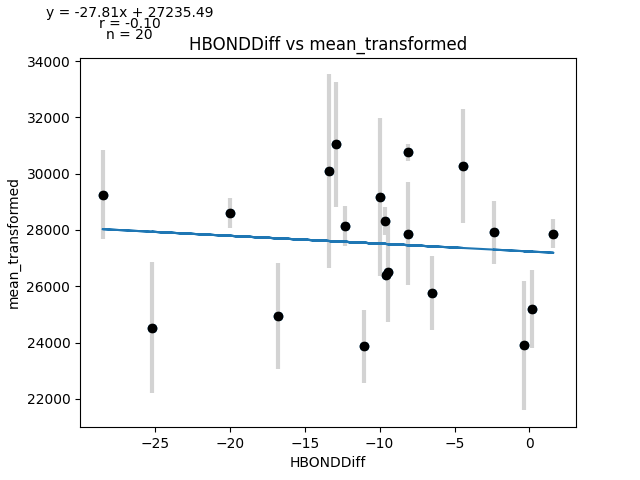 y = -27.81x + 27235.49
r = -0.10
n = 20
HBONDDiff vs mean_transformed
34000
32000
30000
28000
26000
24000
22000
mean_transformed
−25
−20
−15
−10
−5
0
HBONDDiff